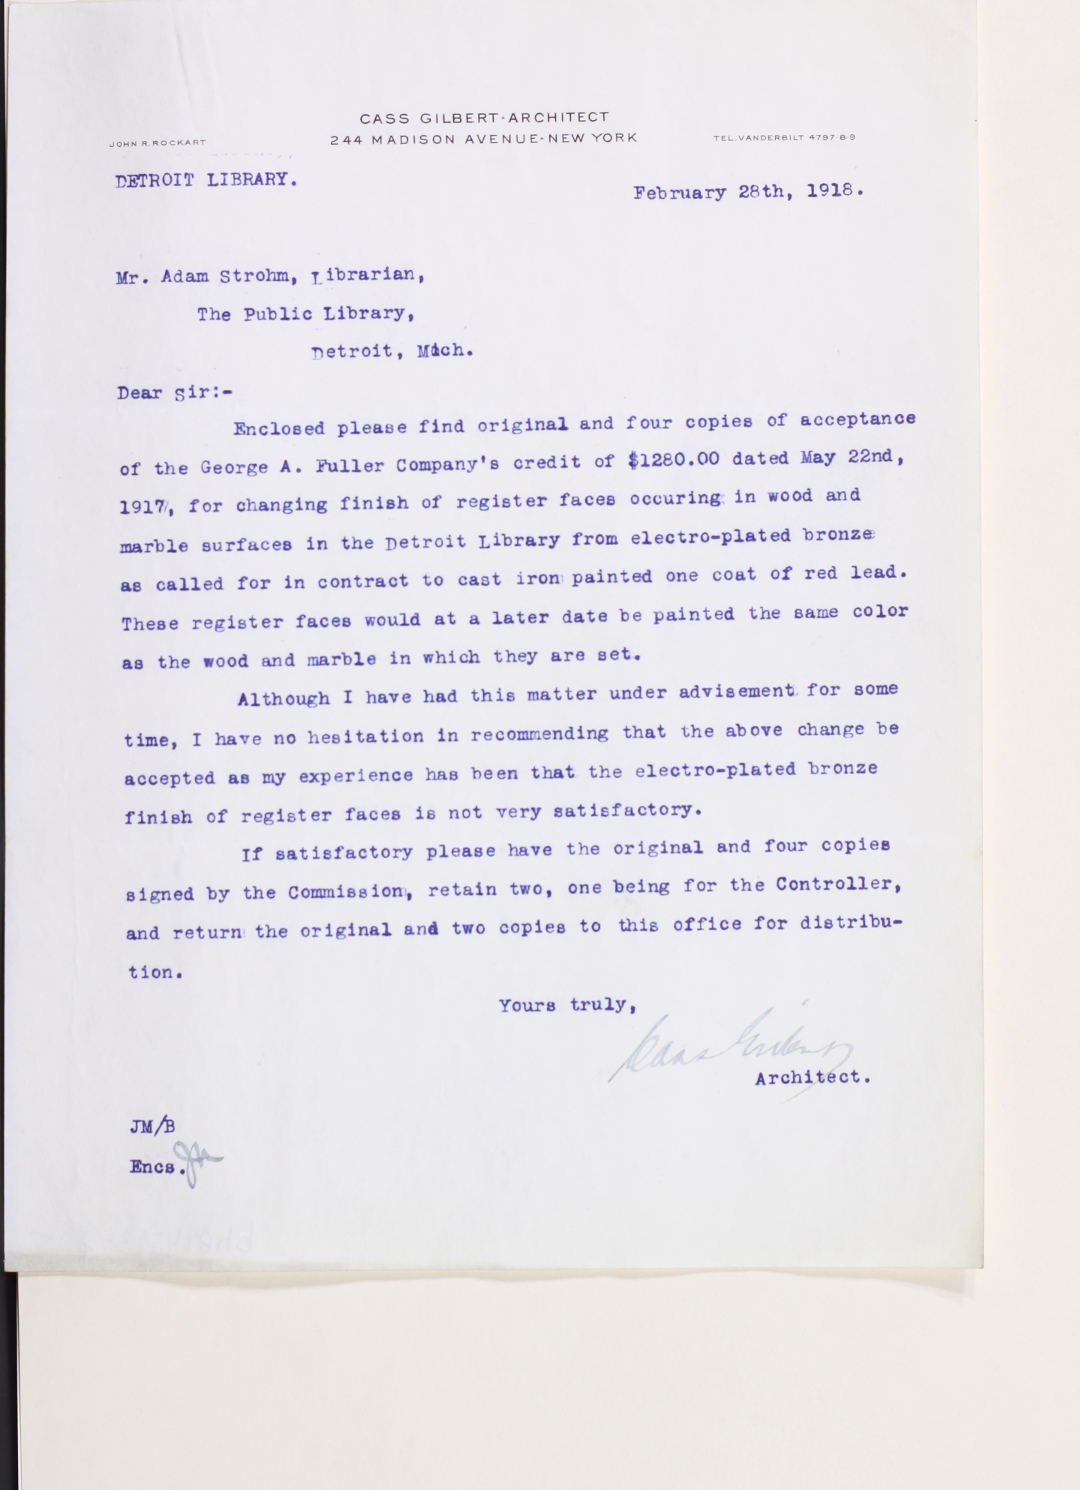 CASS GILBERT-ARCHITECT
244 MADISON AVENUE-NEW YORK
JOHN R. ROCKART
TEL. VANDERBILT 4797-8-9
DETROIT LIBRARY.
February 28th, 1918.
Mr. Adam Strohm, Librarian,
The Public Library,
Detroit, Mich.
Dear Sir:-
Enclosed please find original and four copies of acceptance
of the George A. Fuller Company's credit of $1280.00 dated May 22nd,
1917, for changing finish of register faces occuring in wood and
marble surfaces in the Detroit Library from electro-plated bronze
as called for in contract to cast iron painted one coat of red lead.
These register faces would at a later date be painted the same color
as the wood and marble in which they are set.
Although I have had this matter under advisement for some
time, I have no hesitation in recommending that the above change be
accepted as my experience has been that the electro-plated bronze
finish of register faces is not very satisfactory.
If satisfactory please have the original and four copies
signed by the Commission, retain two, one being for the Controller,
and return the original and two copies to this office for distribu-
tion.
Yours truly,
Cass Gilbert
Architect.
JM/B
Encs.